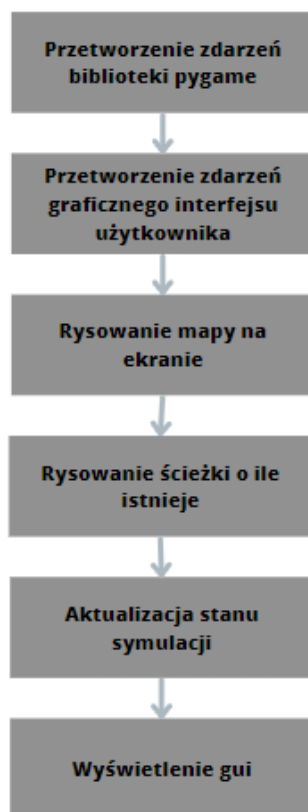 Przetworzenie zdarzeń
biblioteki pygame
Przetworzenie zdarzeń
graficznego interfejsu
użytkownika
Rysowanie mapy na
ekranie
Rysowanie ścieżki o ile
istnieje
Aktualizacja stanu
symulacji
Wyświetlenie gui